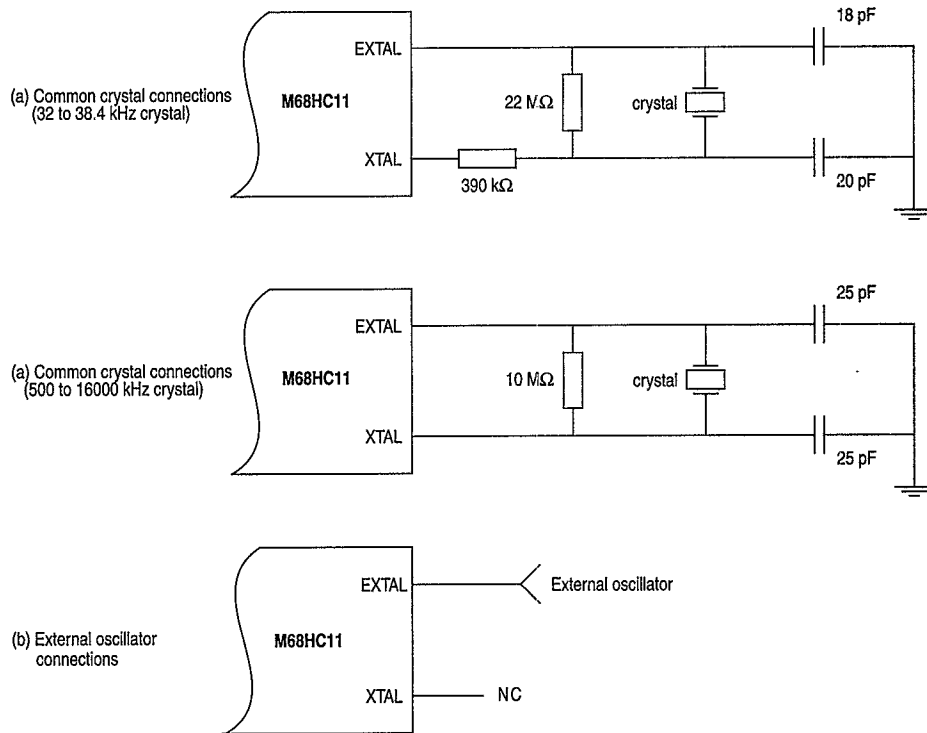 18 pF
EXTAL
(a) Common crystal connections
(32 to 38.4 kHz crystal)
M68HC11
22 MΩ
crystal
XTAL
390 kΩ
20 pF
25 pF
EXTAL
(a) Common crystal connections
(500 to 16000 kHz crystal)
M68HC11
10 MΩ
crystal
XTAL
25 pF
EXTAL
External oscillator
(b) External oscillator
connections
M68HC11
XTAL
NC